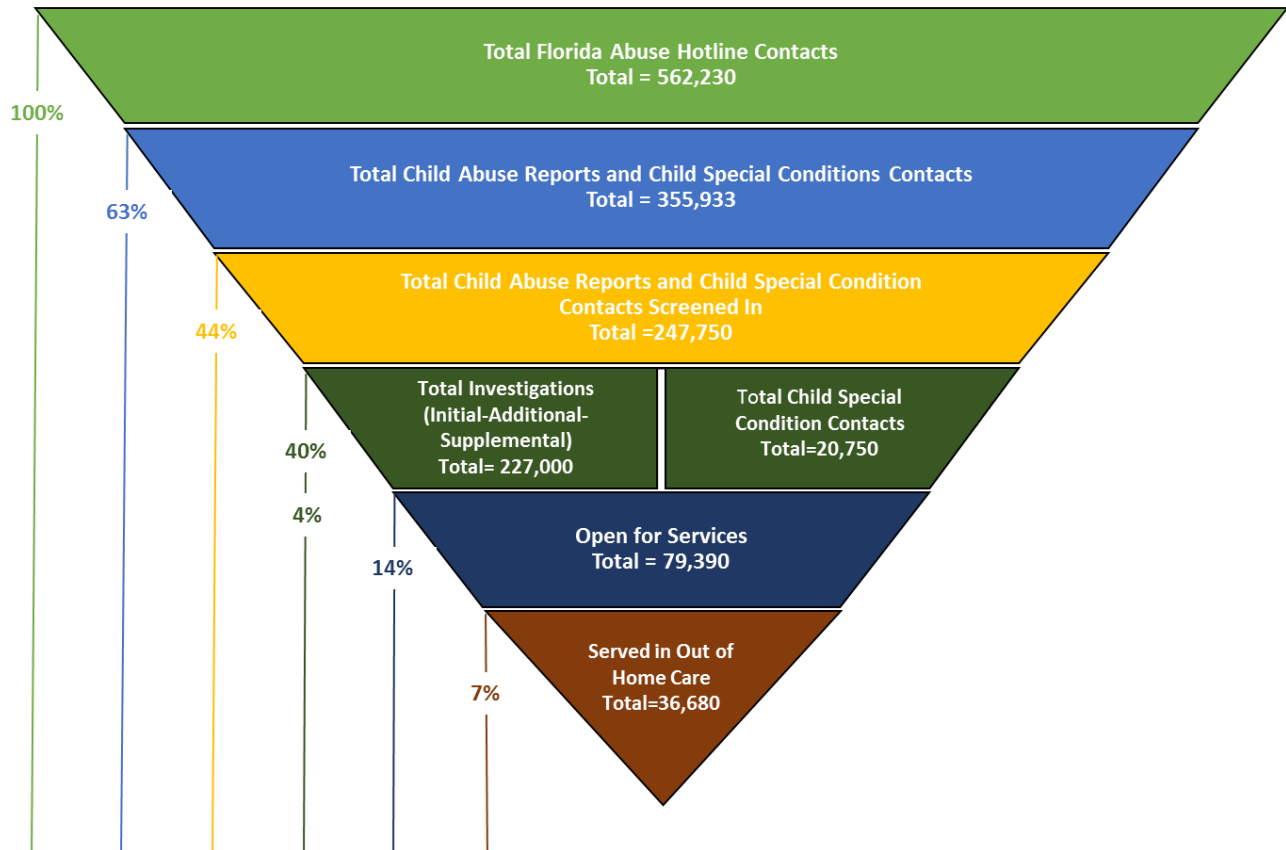 Total Florida Abuse Hotline Contacts
Total = 562,230
100%
Total Child Abuse Reports and Child Special Conditions Contacts
Total = 355,933
63%
Total Child Abuse Reports and Child Special Condition
Contacts Screened In
Total =247,750
44%
Total Investigations
(Initial-Additional-
Supplemental)
Total= 227,000
Total Child Special
Condition Contacts
Total=20,750
40%
4%
Open for Services
Total = 79,390
14%
Served in Out of
Home Care
Total=36,680
7%